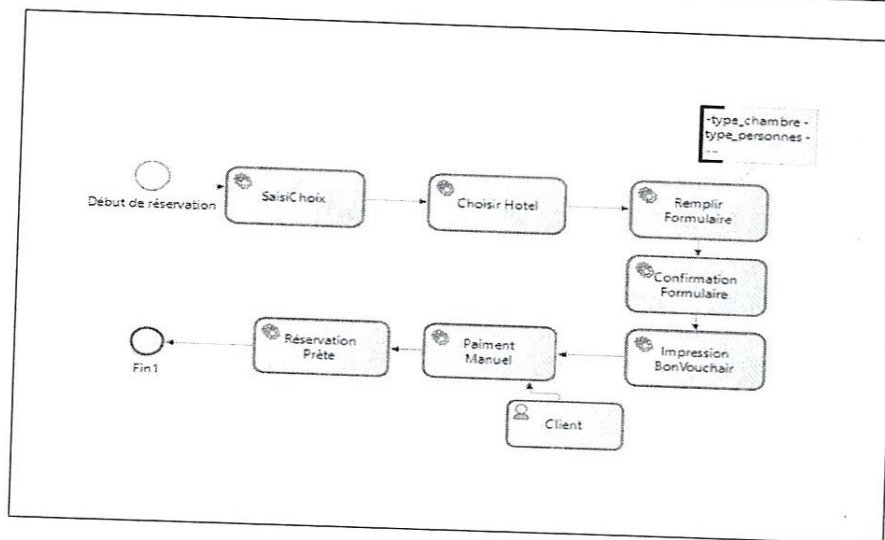 -type_chambre -
type_personnes -
...
Début de réservation
SaisiChoix
Choisir Hotel
Remplir
Formulaire
Confirmation
Formulaire
Impression
BonVouchair
Paiment
Manuel
Réservation
Prète
Fin1
Client